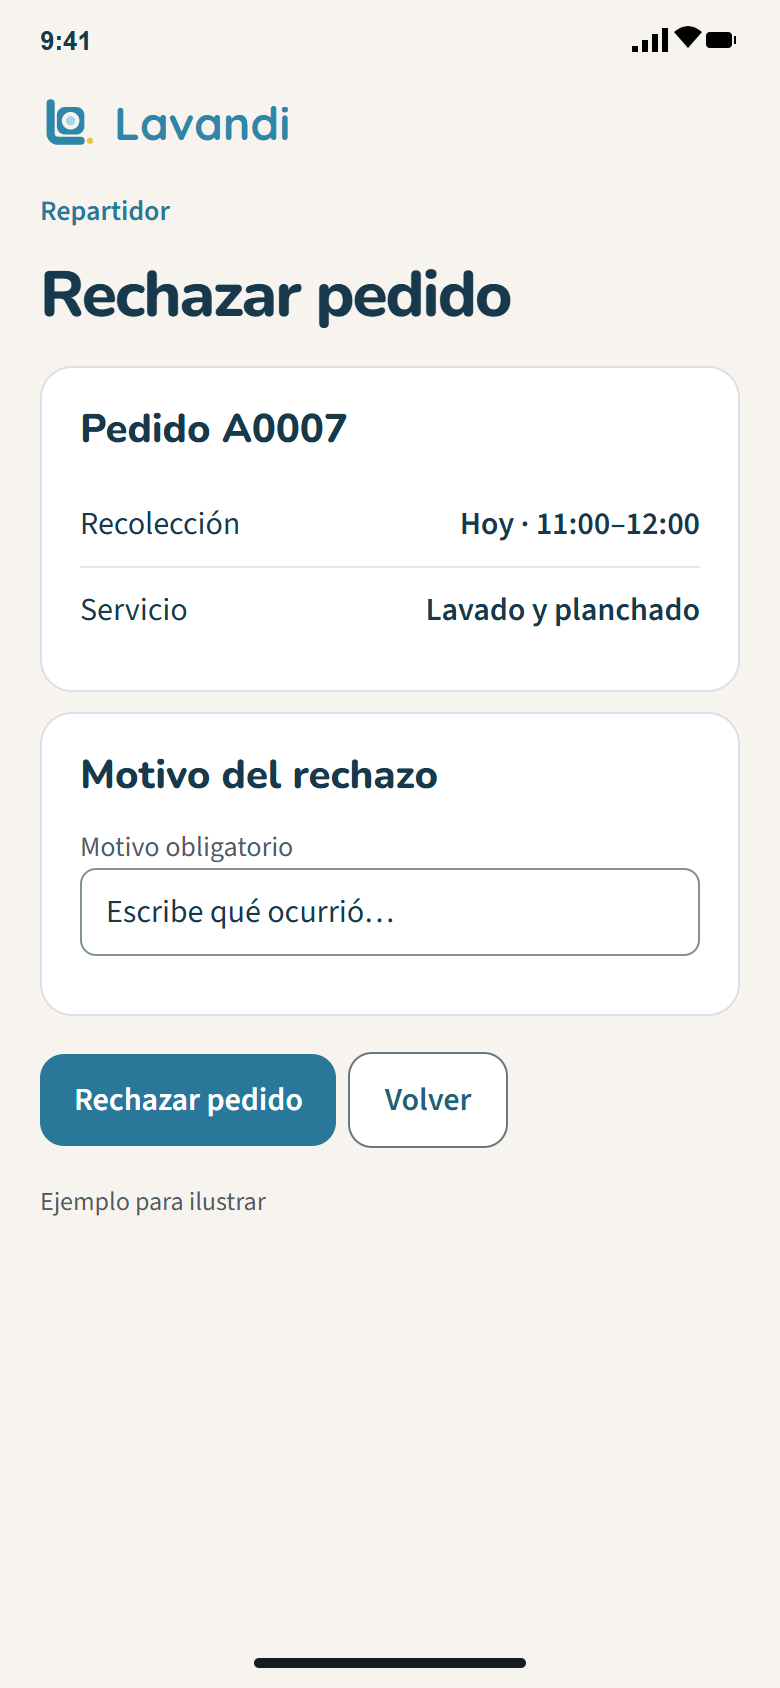 9:41
Lavandi
Repartidor
Rechazar pedido
Pedido A0007
Recolección Hoy · 11:00–12:00
Servicio Lavado y planchado
Motivo del rechazo
Motivo obligatorio
Escribe qué ocurrió…
Rechazar pedido Volver
Ejemplo para ilustrar